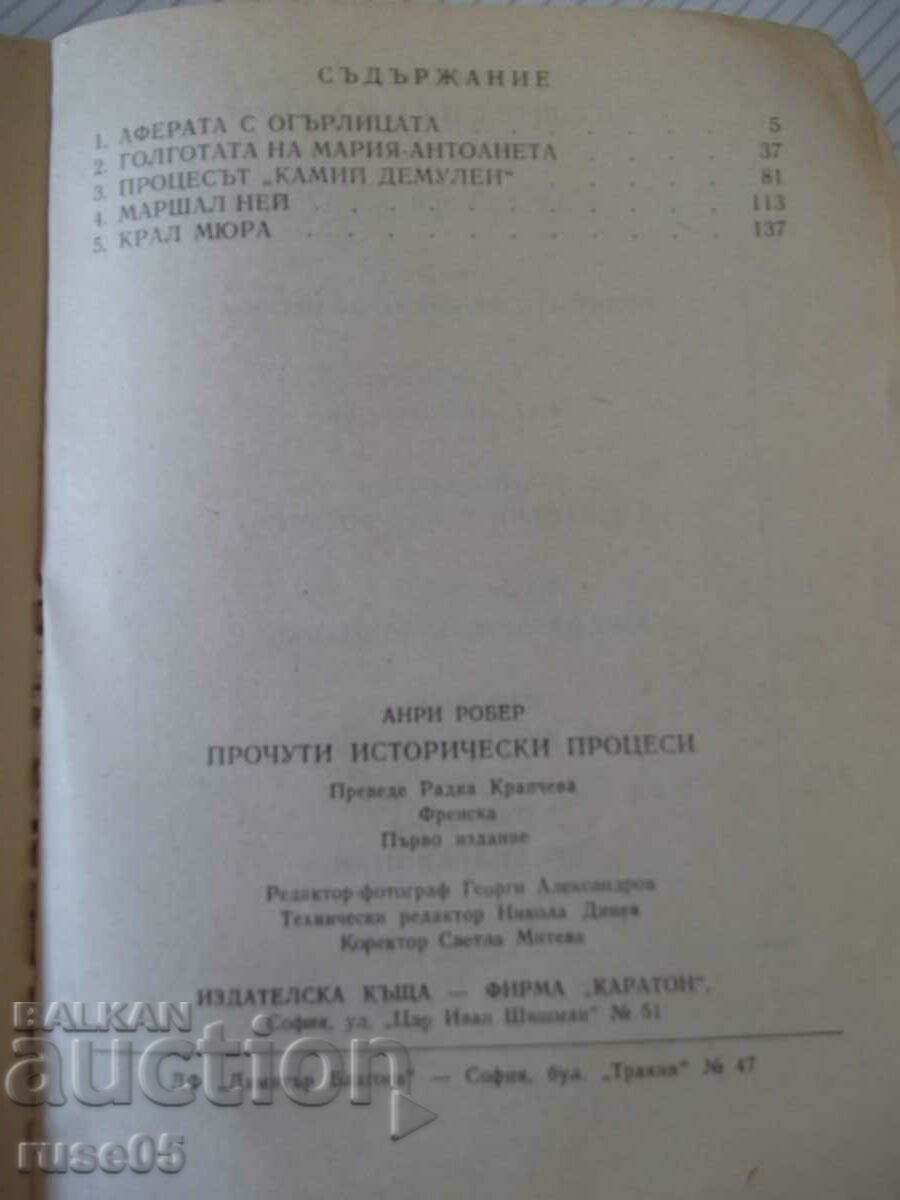 СЪДЪРЖАНИЕ
1. АФЕРАТА С ОГЪРЛИЦАТА . . . . . 5
2. ГОЛГОТАТА НА МАРИЯ-АНТОАНЕТА . . . . 37
3. ПРОЦЕСЪТ „КАМИЙ ДЕМУЛЕН“ . . . . . 81
4. МАРШАЛ НЕЙ . . . . . . . . . . . 113
5. КРАЛ МЮРА . . . . . . . . . . . 137
АНРИ РОБЕР
ПРОЧУТИ ИСТОРИЧЕСКИ ПРОЦЕСИ
Преведе Радка Крапчева
Френска
Първо издание
Редактор-фотограф Георги Александров
Технически редактор Никола Динев
Коректор Светла Митева
ИЗДАТЕЛСКА КЪЩА — ФИРМА „КАРАТОН“,
София, ул. „Цар Иван Шишман“ № 51
ДФ „Димитър Благоев“ — София, бул. „Тракия“ № 47
BALKAN
auction
ruse05